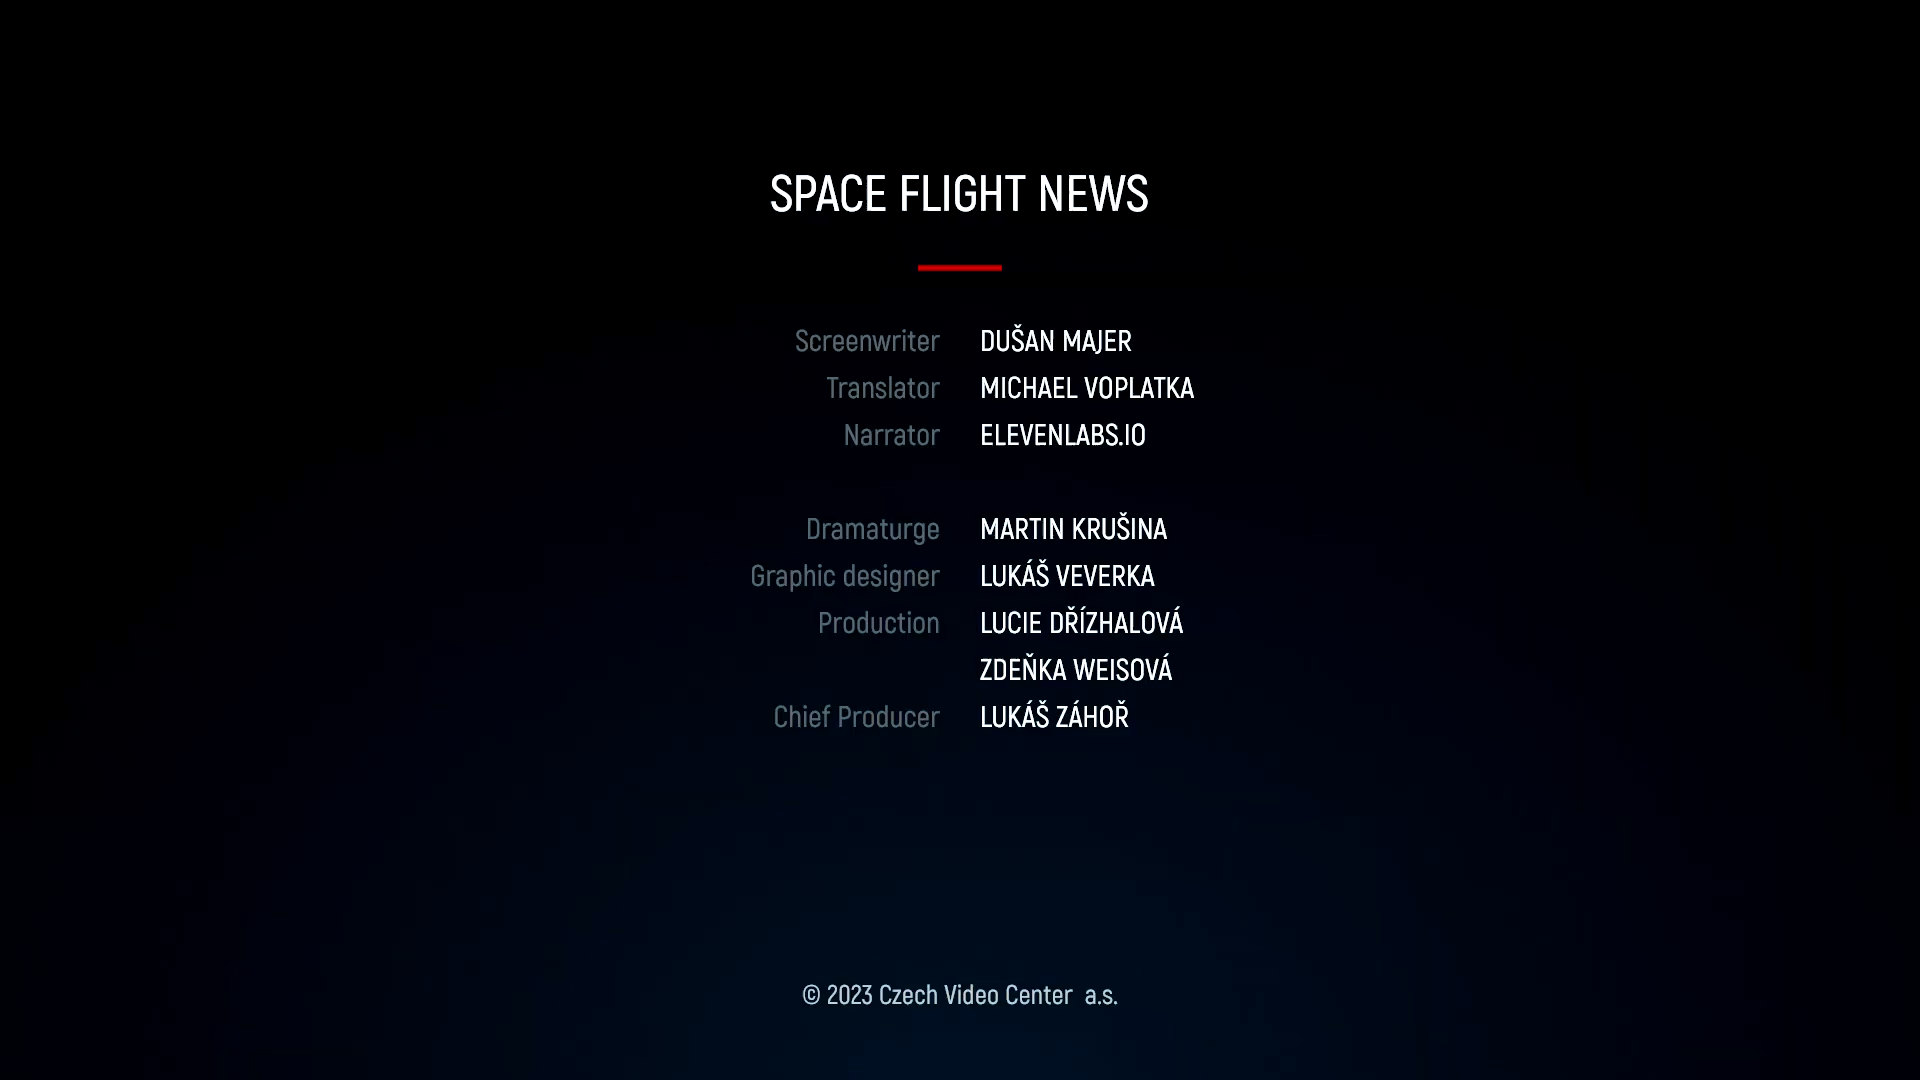 SPACE FLIGHT NEWS
Screenwriter DUŠAN MAJER
Translator MICHAEL VOPLATKA
Narrator ELEVENLABS.IO
Dramaturge MARTIN KRUŠINA
Graphic designer LUKÁŠ VEVERKA
Production LUCIE DŘÍZHALOVÁ
ZDEŇKA WEISOVÁ
Chief Producer LUKÁŠ ZÁHOŘ
© 2023 Czech Video Center a.s.